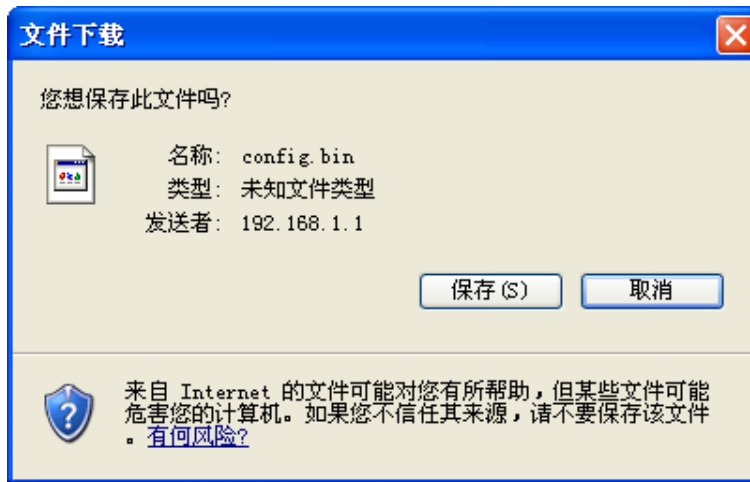 文件下载
您想保存此文件吗?
名称: config.bin
类型: 未知文件类型
发送者: 192.168.1.1
保存(S) 取消
来自 Internet 的文件可能对您有所帮助，但某些文件可能
危害您的计算机。如果您不信任其来源，请不要保存该文件
。有何风险?